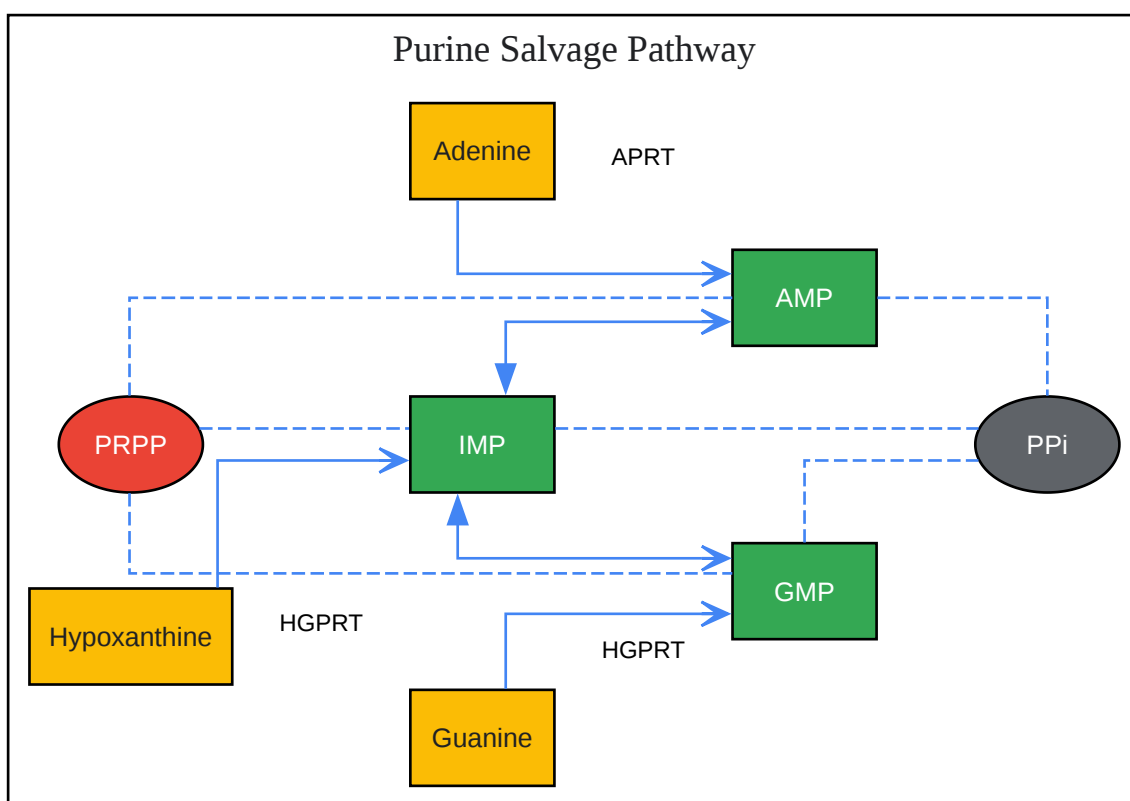 Purine Salvage Pathway
Adenine
APRT
AMP
PRPP
IMP
PPi
GMP
Hypoxanthine
HGPRT
HGPRT
Guanine